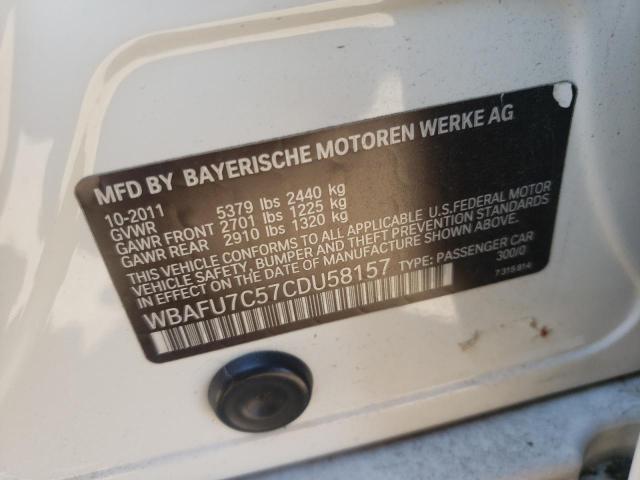 MFD BY BAYERISCHE MOTOREN WERKE AG
10-2011
GVWR 5379 lbs 2440 kg
GAWR FRONT 2701 lbs 1225 kg
GAWR REAR 2910 lbs 1320 kg
THIS VEHICLE CONFORMS TO ALL APPLICABLE U.S.FEDERAL MOTOR
VEHICLE SAFETY, BUMPER AND THEFT PREVENTION STANDARDS
IN EFFECT ON THE DATE OF MANUFACTURE SHOWN ABOVE.
WBAFU7C57CDU58157 TYPE: PASSENGER CAR
300/0
7315814